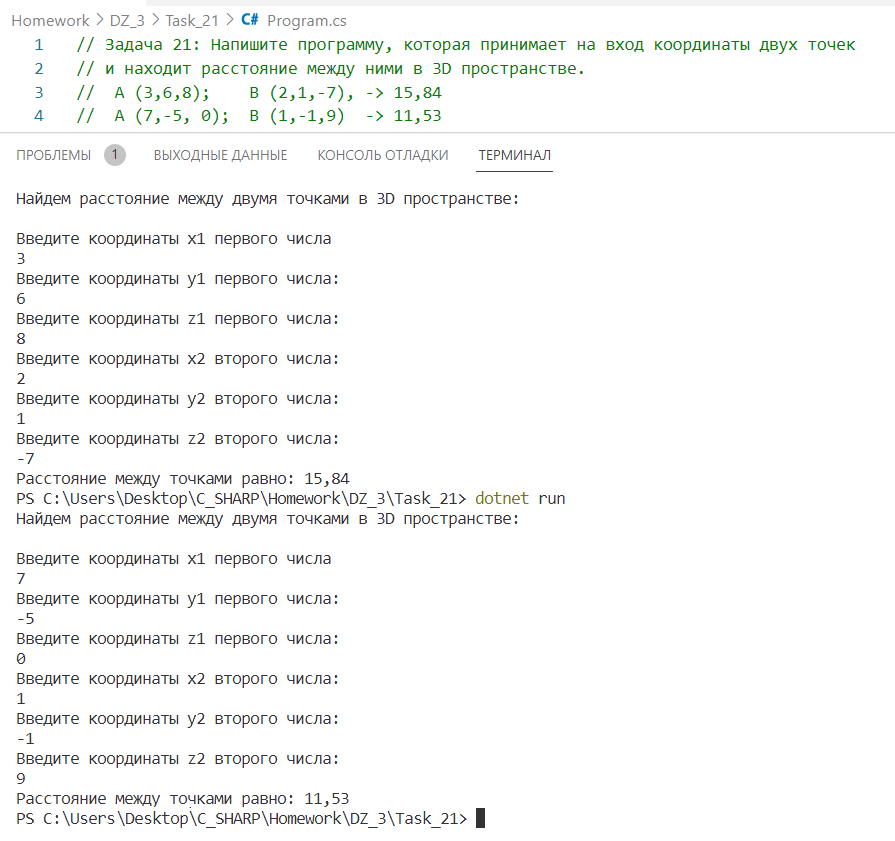 Homework > DZ_3 > Task_21 > C# Program.cs
1 // Задача 21: Напишите программу, которая принимает на вход координаты двух точек
2 // и находит расстояние между ними в 3D пространстве.
3 // A (3,6,8); B (2,1,-7), -> 15,84
4 // A (7,-5, 0); B (1,-1,9) -> 11,53
ПРОБЛЕМЫ 1 ВЫХОДНЫЕ ДАННЫЕ КОНСОЛЬ ОТЛАДКИ ТЕРМИНАЛ
Найдем расстояние между двумя точками в 3D пространстве:
Введите координаты x1 первого числа
3
Введите координаты y1 первого числа:
6
Введите координаты z1 первого числа:
8
Введите координаты x2 второго числа:
2
Введите координаты y2 второго числа:
1
Введите координаты z2 второго числа:
-7
Расстояние между точками равно: 15,84
PS C:\Users\Desktop\C_SHARP\Homework\DZ_3\Task_21> dotnet run
Найдем расстояние между двумя точками в 3D пространстве:
Введите координаты x1 первого числа
7
Введите координаты y1 первого числа:
-5
Введите координаты z1 первого числа:
0
Введите координаты x2 второго числа:
1
Введите координаты y2 второго числа:
-1
Введите координаты z2 второго числа:
9
Расстояние между точками равно: 11,53
PS C:\Users\Desktop\C_SHARP\Homework\DZ_3\Task_21>